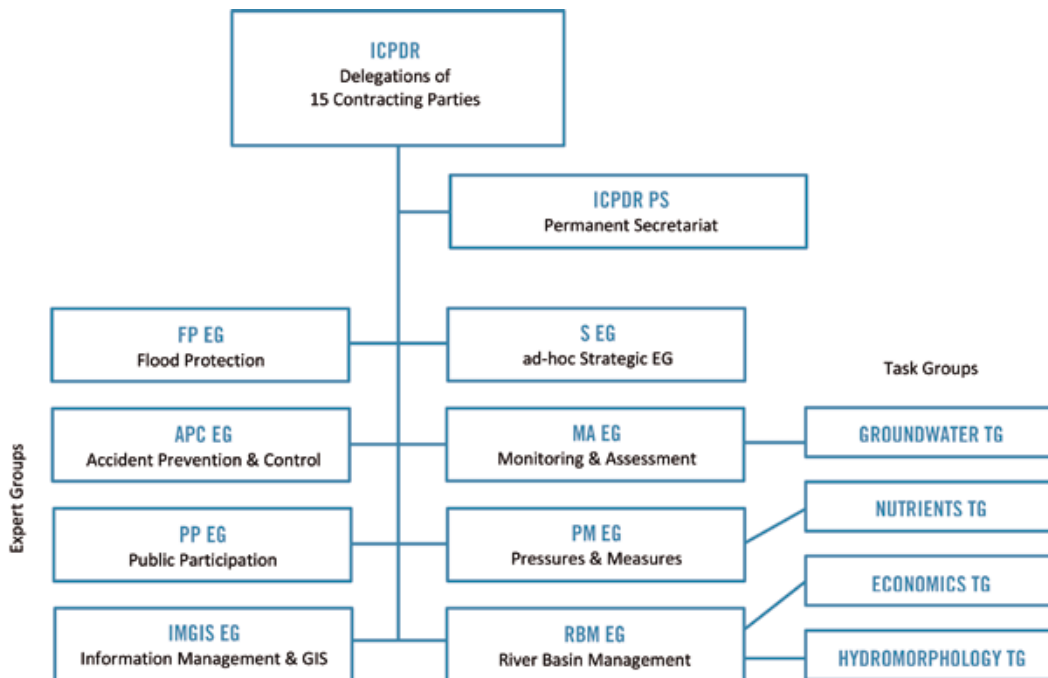 ICPDR
Delegations of
15 Contracting Parties
ICPDR PS
Permanent Secretariat
FP EG
Flood Protection
S EG
ad-hoc Strategic EG
Task Groups
Expert Groups
APC EG
Accident Prevention & Control
MA EG
Monitoring & Assessment
GROUNDWATER TG
PP EG
Public Participation
PM EG
Pressures & Measures
NUTRIENTS TG
ECONOMICS TG
IMGIS EG
Information Management & GIS
RBM EG
River Basin Management
HYDROMORPHOLOGY TG